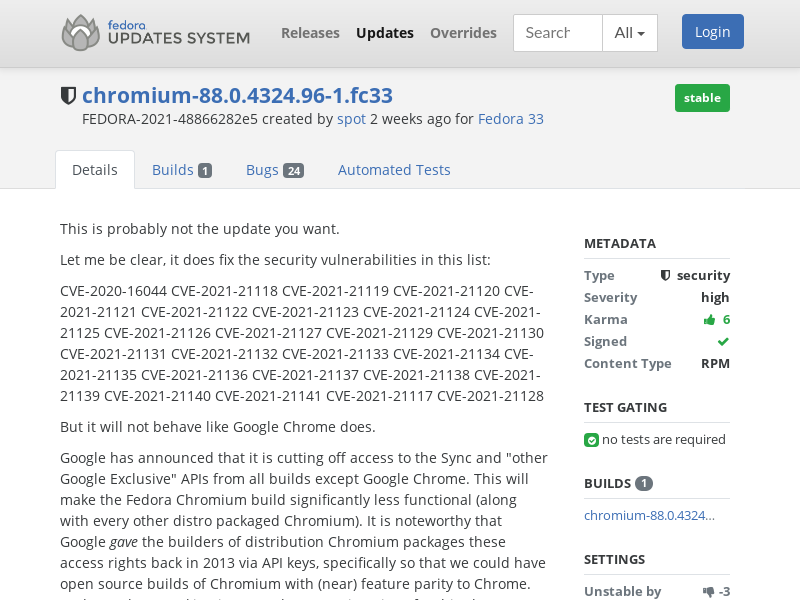 fedora
UPDATES SYSTEM
Releases Updates Overrides Search All Login
chromium-88.0.4324.96-1.fc33
stable
FEDORA-2021-48866282e5 created by spot 2 weeks ago for Fedora 33
Details Builds 1 Bugs 24 Automated Tests
This is probably not the update you want.
Let me be clear, it does fix the security vulnerabilities in this list:
CVE-2020-16044 CVE-2021-21118 CVE-2021-21119 CVE-2021-21120 CVE-
2021-21121 CVE-2021-21122 CVE-2021-21123 CVE-2021-21124 CVE-2021-
21125 CVE-2021-21126 CVE-2021-21127 CVE-2021-21129 CVE-2021-21130
CVE-2021-21131 CVE-2021-21132 CVE-2021-21133 CVE-2021-21134 CVE-
2021-21135 CVE-2021-21136 CVE-2021-21137 CVE-2021-21138 CVE-2021-
21139 CVE-2021-21140 CVE-2021-21141 CVE-2021-21117 CVE-2021-21128
But it will not behave like Google Chrome does.
Google has announced that it is cutting off access to the Sync and "other
Google Exclusive" APIs from all builds except Google Chrome. This will
make the Fedora Chromium build significantly less functional (along
with every other distro packaged Chromium). It is noteworthy that
Google gave the builders of distribution Chromium packages these
access rights back in 2013 via API keys, specifically so that we could have
open source builds of Chromium with (near) feature parity to Chrome.
METADATA
Type security
Severity high
Karma 6
Signed
Content Type RPM
TEST GATING
no tests are required
BUILDS 1
chromium-88.0.4324...
SETTINGS
Unstable by -3